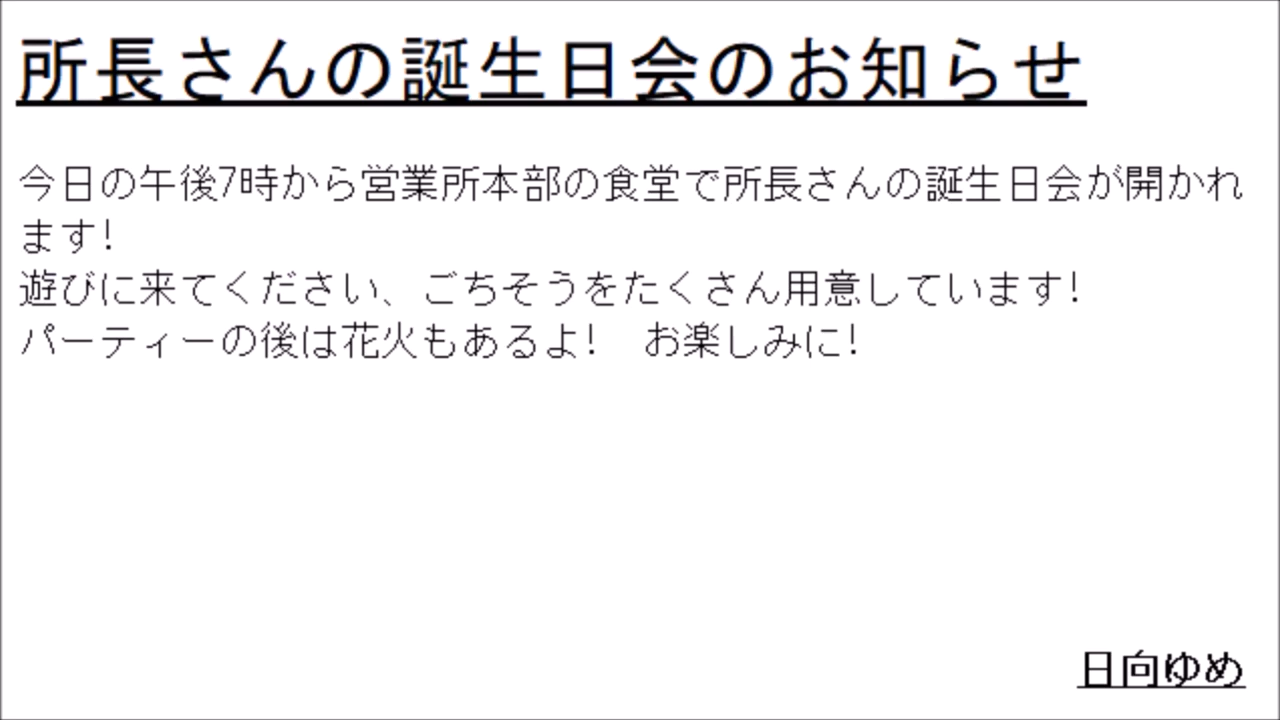 所長さんの誕生日会のお知らせ
今日の午後7時から営業所本部の食堂で所長さんの誕生日会が開かれ
ます!
遊びに来てください、ごちそうをたくさん用意しています!
パーティーの後は花火もあるよ!　お楽しみに!
日向ゆめ